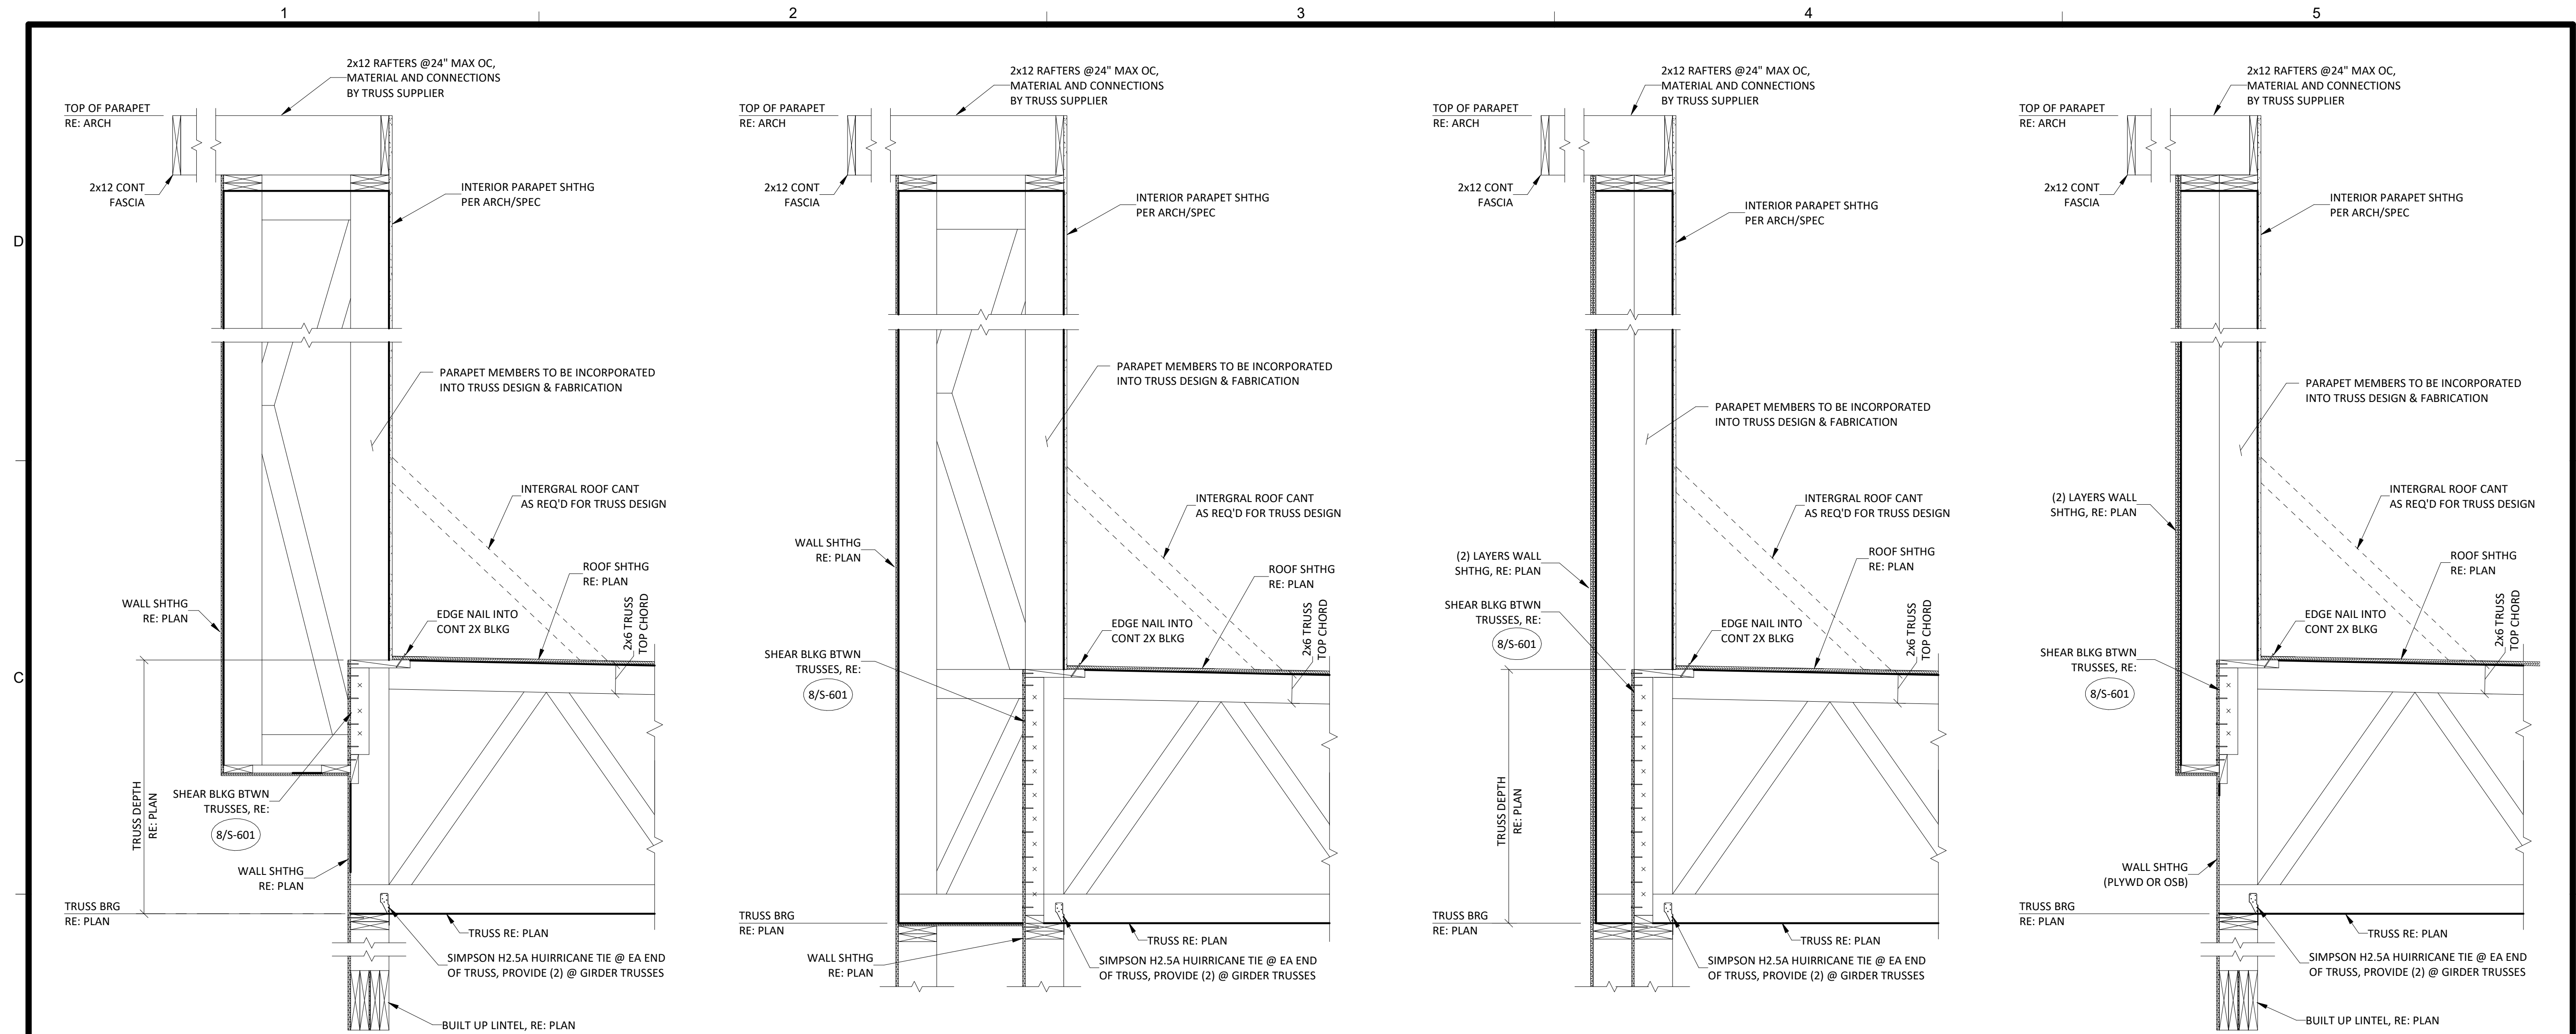 1
2
3
4
5
D
C
2x12 RAFTERS @24" MAX OC,
MATERIAL AND CONNECTIONS
BY TRUSS SUPPLIER
TOP OF PARAPET
RE: ARCH
2x12 CONT
FASCIA
INTERIOR PARAPET SHTHG
PER ARCH/SPEC
PARAPET MEMBERS TO BE INCORPORATED
INTO TRUSS DESIGN & FABRICATION
INTERGRAL ROOF CANT
AS REQ'D FOR TRUSS DESIGN
ROOF SHTHG
RE: PLAN
WALL SHTHG
RE: PLAN
EDGE NAIL INTO
CONT 2X BLKG
2x6 TRUSS
TOP CHORD
TRUSS DEPTH
RE: PLAN
SHEAR BLKG BTWN
TRUSSES, RE:
8/S-601
WALL SHTHG
RE: PLAN
TRUSS BRG
RE: PLAN
TRUSS RE: PLAN
SIMPSON H2.5A HUIRRICANE TIE @ EA END
OF TRUSS, PROVIDE (2) @ GIRDER TRUSSES
BUILT UP LINTEL, RE: PLAN
2x12 RAFTERS @24" MAX OC,
MATERIAL AND CONNECTIONS
BY TRUSS SUPPLIER
TOP OF PARAPET
RE: ARCH
2x12 CONT
FASCIA
INTERIOR PARAPET SHTHG
PER ARCH/SPEC
PARAPET MEMBERS TO BE INCORPORATED
INTO TRUSS DESIGN & FABRICATION
INTERGRAL ROOF CANT
AS REQ'D FOR TRUSS DESIGN
WALL SHTHG
RE: PLAN
ROOF SHTHG
RE: PLAN
EDGE NAIL INTO
CONT 2X BLKG
2x6 TRUSS
TOP CHORD
SHEAR BLKG BTWN
TRUSSES, RE:
8/S-601
TRUSS BRG
RE: PLAN
TRUSS RE: PLAN
WALL SHTHG
RE: PLAN
SIMPSON H2.5A HUIRRICANE TIE @ EA END
OF TRUSS, PROVIDE (2) @ GIRDER TRUSSES
2x12 RAFTERS @24" MAX OC,
MATERIAL AND CONNECTIONS
BY TRUSS SUPPLIER
TOP OF PARAPET
RE: ARCH
2x12 CONT
FASCIA
INTERIOR PARAPET SHTHG
PER ARCH/SPEC
PARAPET MEMBERS TO BE INCORPORATED
INTO TRUSS DESIGN & FABRICATION
INTERGRAL ROOF CANT
AS REQ'D FOR TRUSS DESIGN
(2) LAYERS WALL
SHTHG, RE: PLAN
ROOF SHTHG
RE: PLAN
SHEAR BLKG BTWN
TRUSSES, RE:
8/S-601
EDGE NAIL INTO
CONT 2X BLKG
2x6 TRUSS
TOP CHORD
TRUSS DEPTH
RE: PLAN
TRUSS BRG
RE: PLAN
TRUSS RE: PLAN
SIMPSON H2.5A HUIRRICANE TIE @ EA END
OF TRUSS, PROVIDE (2) @ GIRDER TRUSSES
2x12 RAFTERS @24" MAX OC,
MATERIAL AND CONNECTIONS
BY TRUSS SUPPLIER
TOP OF PARAPET
RE: ARCH
2x12 CONT
FASCIA
INTERIOR PARAPET SHTHG
PER ARCH/SPEC
PARAPET MEMBERS TO BE INCORPORATED
INTO TRUSS DESIGN & FABRICATION
(2) LAYERS WALL
SHTHG, RE: PLAN
INTERGRAL ROOF CANT
AS REQ'D FOR TRUSS DESIGN
ROOF SHTHG
RE: PLAN
EDGE NAIL INTO
CONT 2X BLKG
2x6 TRUSS
TOP CHORD
SHEAR BLKG BTWN
TRUSSES, RE:
8/S-601
WALL SHTHG
(PLYWD OR OSB)
TRUSS BRG
RE: PLAN
TRUSS RE: PLAN
SIMPSON H2.5A HUIRRICANE TIE @ EA END
OF TRUSS, PROVIDE (2) @ GIRDER TRUSSES
BUILT UP LINTEL, RE: PLAN